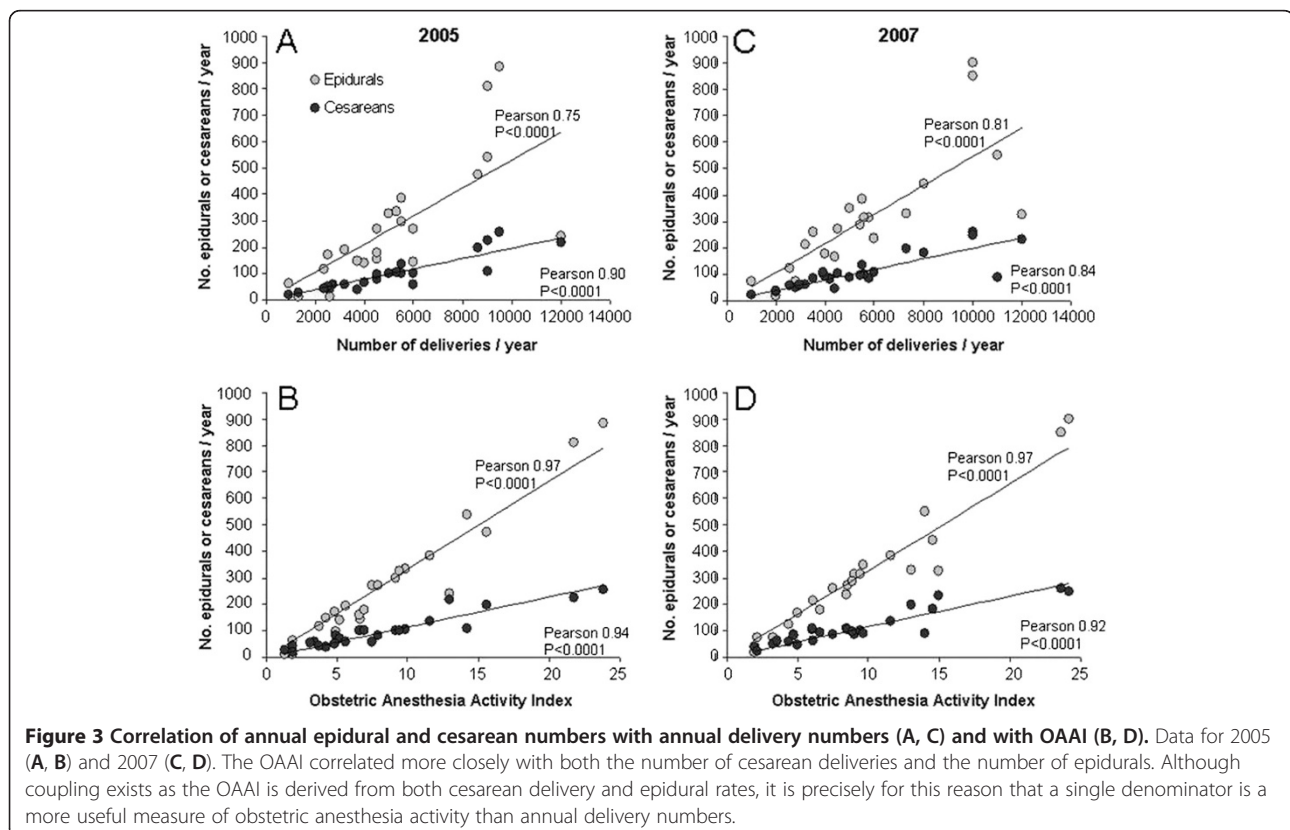 A
2005
No. epidurals or cesareans / year
1000
900
800
700
600
500
400
300
200
100
0
Epidurals
Cesareans
Pearson 0.75
P<0.0001
Pearson 0.90
P<0.0001
0 2000 4000 6000 8000 10000 12000 14000
Number of deliveries / year
C
2007
No. epidurals or cesareans / year
1000
900
800
700
600
500
400
300
200
100
0
Pearson 0.81
P<0.0001
Pearson 0.84
P<0.0001
0 2000 4000 6000 8000 10000 12000 14000
Number of deliveries / year
B
No. epidurals or cesareans / year
1000
900
800
700
600
500
400
300
200
100
0
Pearson 0.97
P<0.0001
Pearson 0.94
P<0.0001
0 5 10 15 20 25
Obstetric Anesthesia Activity Index
D
No. epidurals or cesareans / year
1000
900
800
700
600
500
400
300
200
100
0
Pearson 0.97
P<0.0001
Pearson 0.92
P<0.0001
0 5 10 15 20 25
Obstetric Anesthesia Activity Index
Figure 3 Correlation of annual epidural and cesarean numbers with annual delivery numbers (A, C) and with OAAI (B, D). Data for 2005
(A, B) and 2007 (C, D). The OAAI correlated more closely with both the number of cesarean deliveries and the number of epidurals. Although
coupling exists as the OAAI is derived from both cesarean delivery and epidural rates, it is precisely for this reason that a single denominator is a
more useful measure of obstetric anesthesia activity than annual delivery numbers.